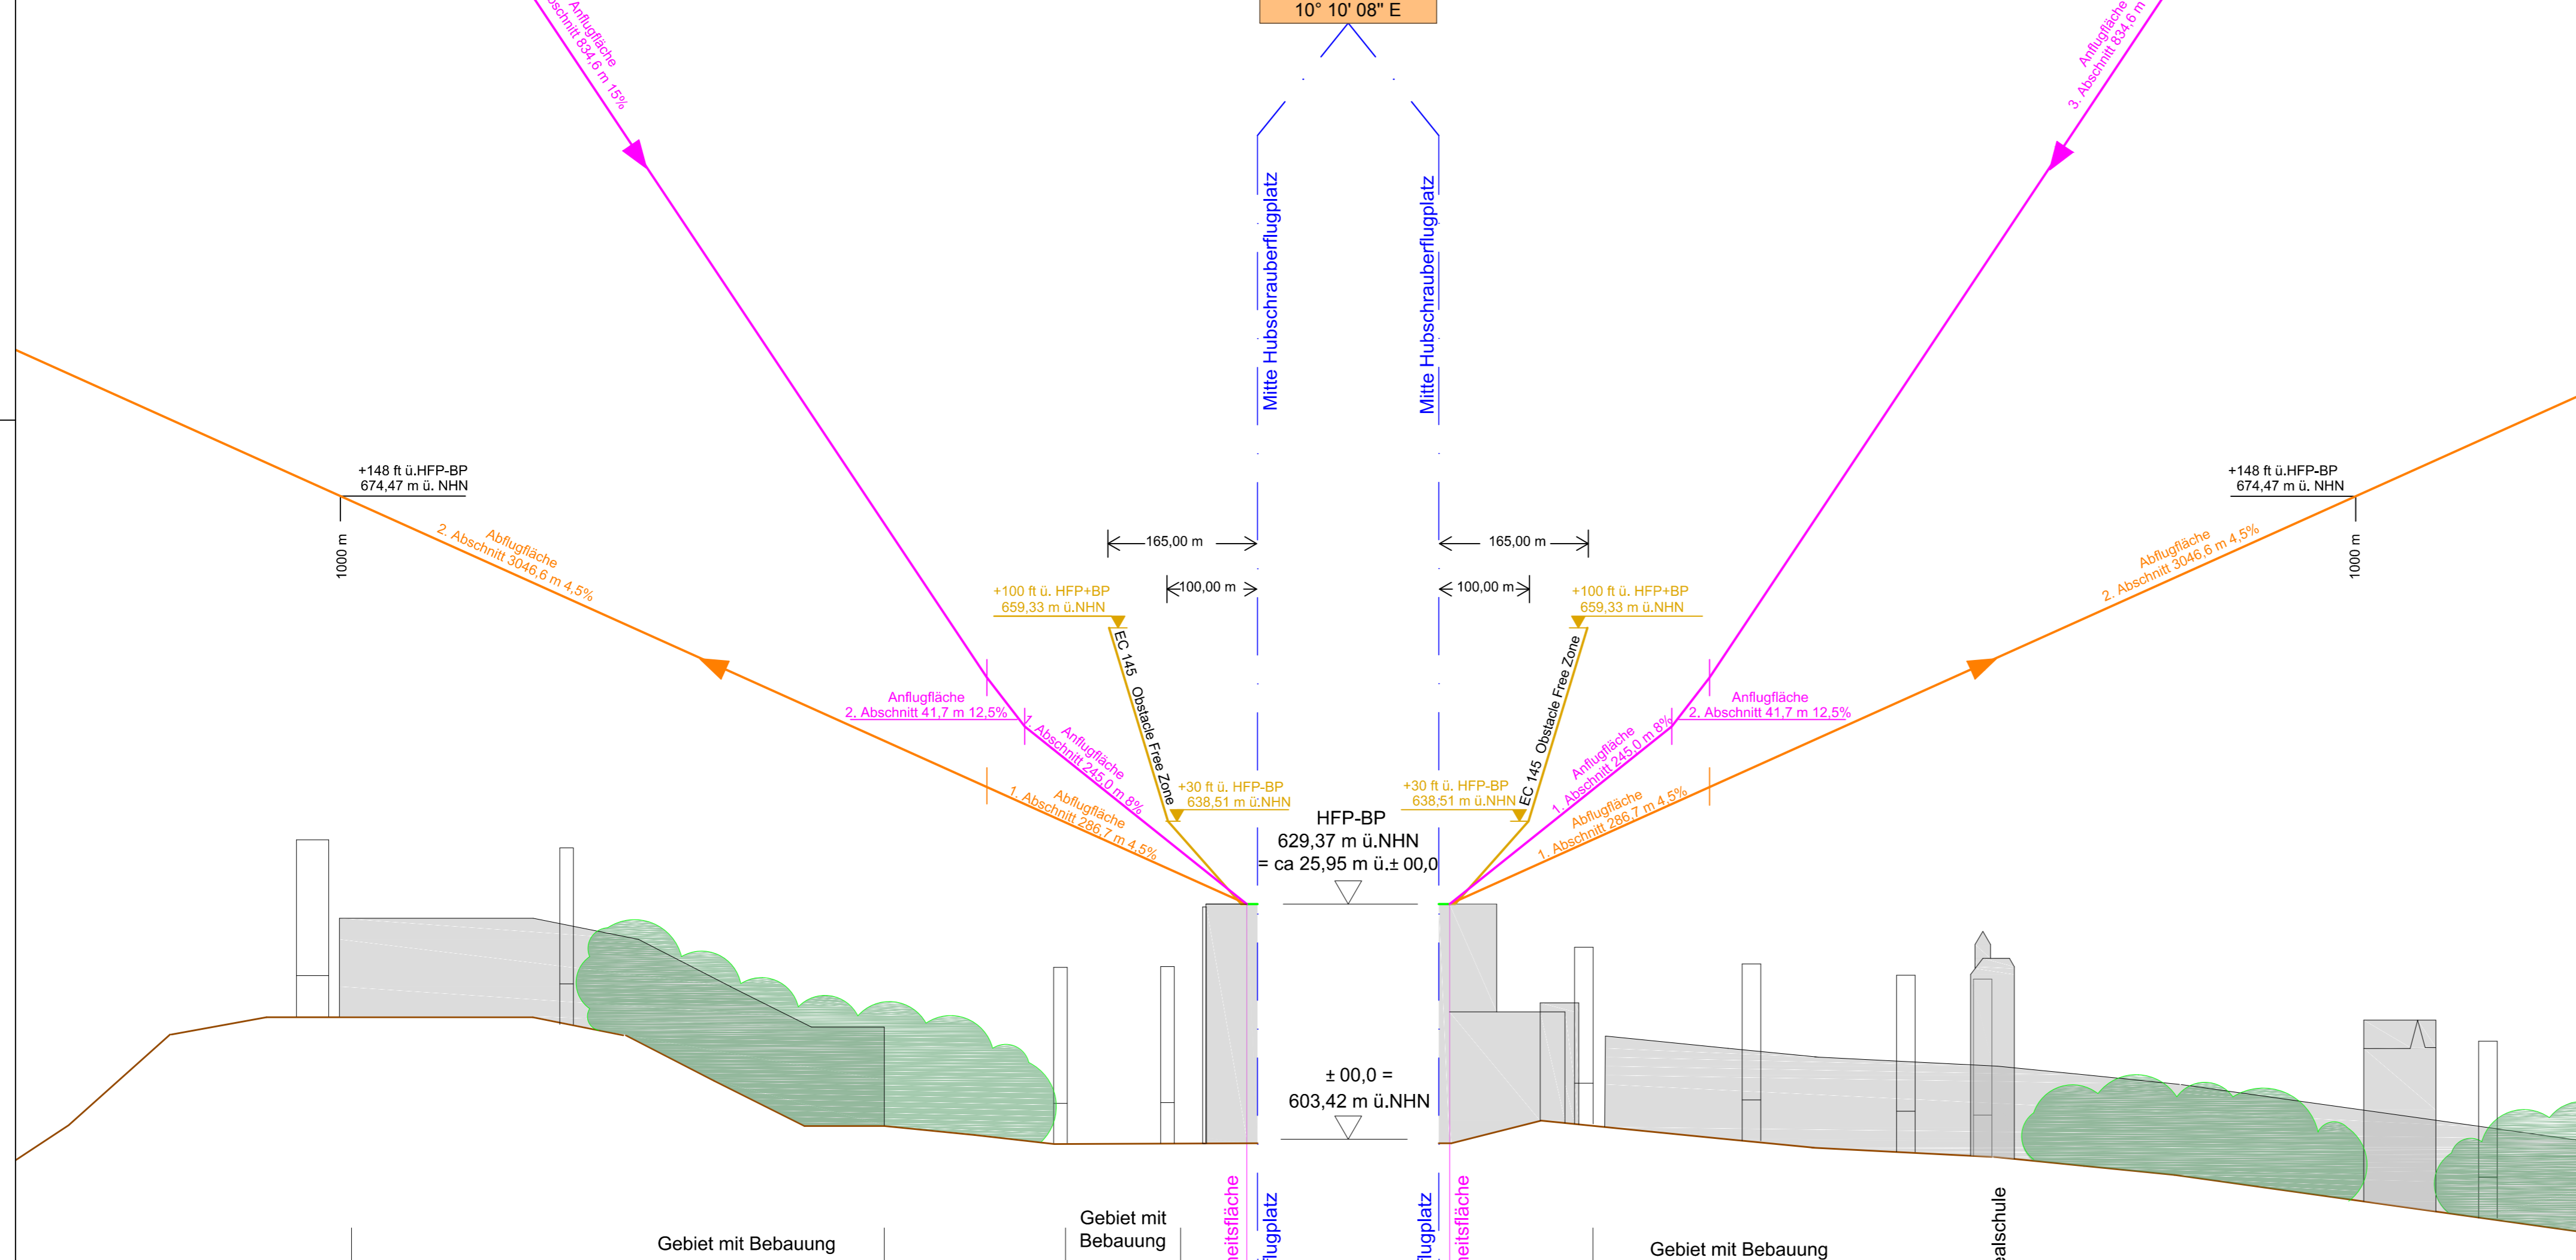 10° 10' 08" E
Anflugfläche
834,6 m 15%
Anflugfläche
3. Abschnitt 834,6 m
Mitte Hubschrauberflugplatz
Mitte Hubschrauberflugplatz
+148 ft ü.HFP-BP
674,47 m ü. NHN
1000 m
Abflugfläche
2. Abschnitt 3046,6 m 4,5%
165,00 m
165,00 m
100,00 m
100,00 m
+148 ft ü.HFP-BP
674,47 m ü. NHN
1000 m
Abflugfläche
2. Abschnitt 3046,6 m 4,5%
+100 ft ü. HFP+BP
659,33 m ü.NHN
+100 ft ü. HFP+BP
659,33 m ü.NHN
EC 145 Obstacle Free Zone
EC 145 Obstacle Free Zone
Anflugfläche
2. Abschnitt 41,7 m 12,5%
Anflugfläche
1. Abschnitt 245,0 m 8%
Anflugfläche
2. Abschnitt 41,7 m 12,5%
Anflugfläche
1. Abschnitt 245,0 m 8%
Abflugfläche
1. Abschnitt 286,7 m 4,5%
Abflugfläche
1. Abschnitt 286,7 m 4,5%
+30 ft ü. HFP-BP
638,51 m ü.NHN
+30 ft ü. HFP-BP
638,51 m ü.NHN
HFP-BP
629,37 m ü.NHN
= ca 25,95 m ü.± 00,0
± 00,0 =
603,42 m ü.NHN
Gebiet mit Bebauung
Gebiet mit
Bebauung
Gebiet mit Bebauung